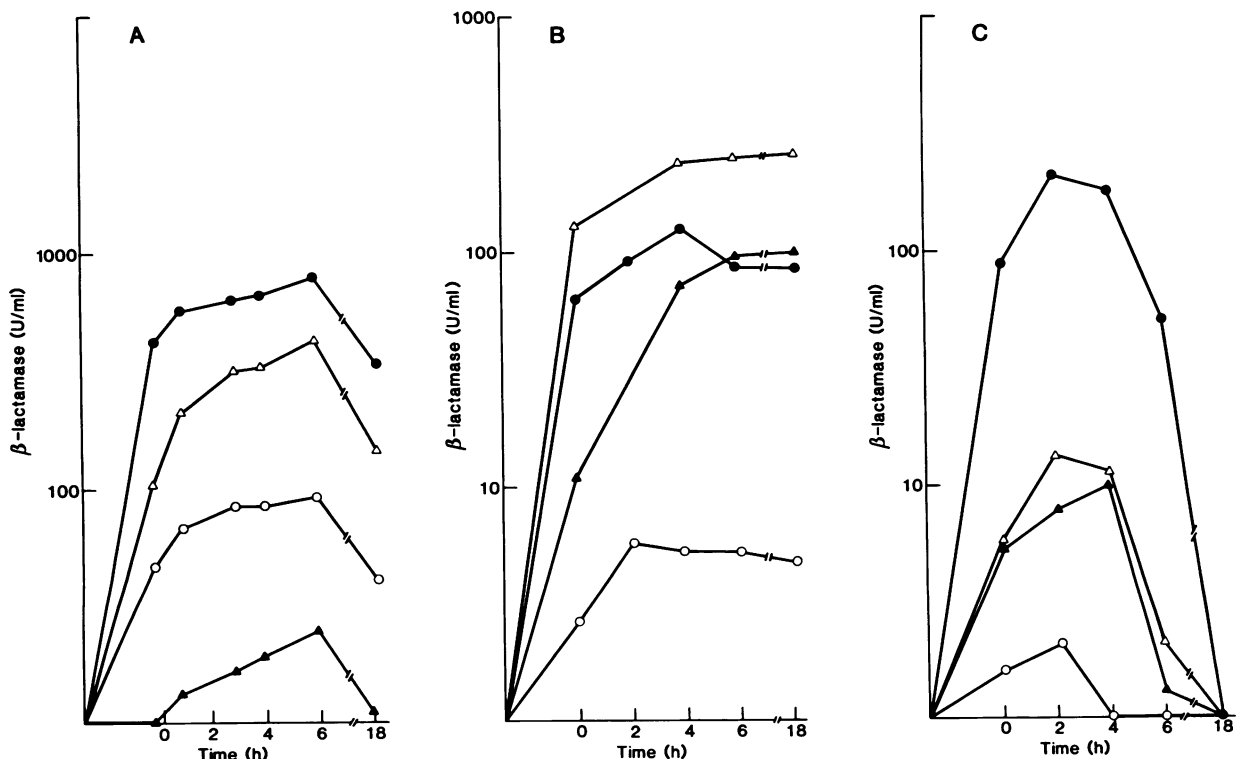 A
β-lactamase (U/ml)
1000
100
0 2 4 6 18
Time (h)
B
β-lactamase (U/ml)
1000
100
10
0 2 4 6 18
Time (h)
C
β-lactamase (U/ml)
100
10
0 2 4 6 18
Time (h)